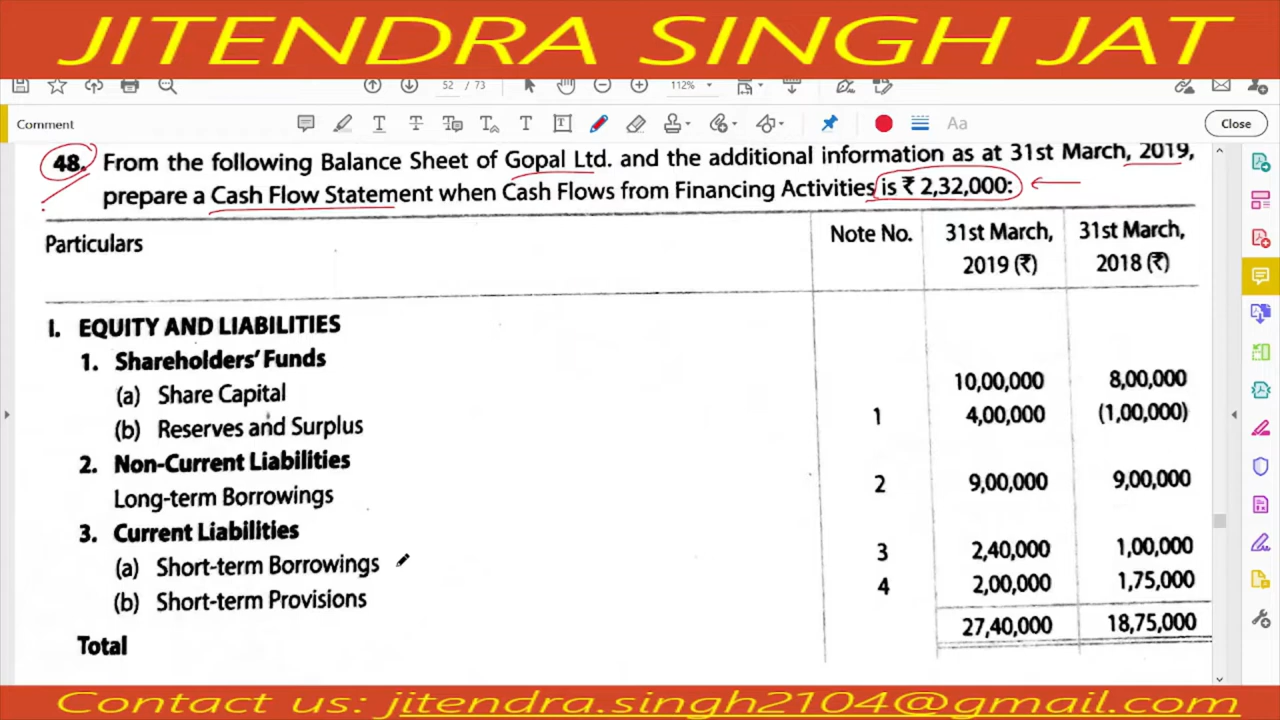 JITENDRA SINGH JAT
52 / 73
112%
Comment
Aa
Close
48. From the following Balance Sheet of Gopal Ltd. and the additional information as at 31st March, 2019,
prepare a Cash Flow Statement when Cash Flows from Financing Activities is ₹ 2,32,000:
Particulars Note No. 31st March, 2019 (₹) 31st March, 2018 (₹)
I. EQUITY AND LIABILITIES
1. Shareholders' Funds
(a) Share Capital 10,00,000 8,00,000
(b) Reserves and Surplus 1 4,00,000 (1,00,000)
2. Non-Current Liabilities
Long-term Borrowings 2 9,00,000 9,00,000
3. Current Liabilities
(a) Short-term Borrowings 3 2,40,000 1,00,000
(b) Short-term Provisions 4 2,00,000 1,75,000
Total 27,40,000 18,75,000
Contact us: jitendra.singh2104@gmail.com